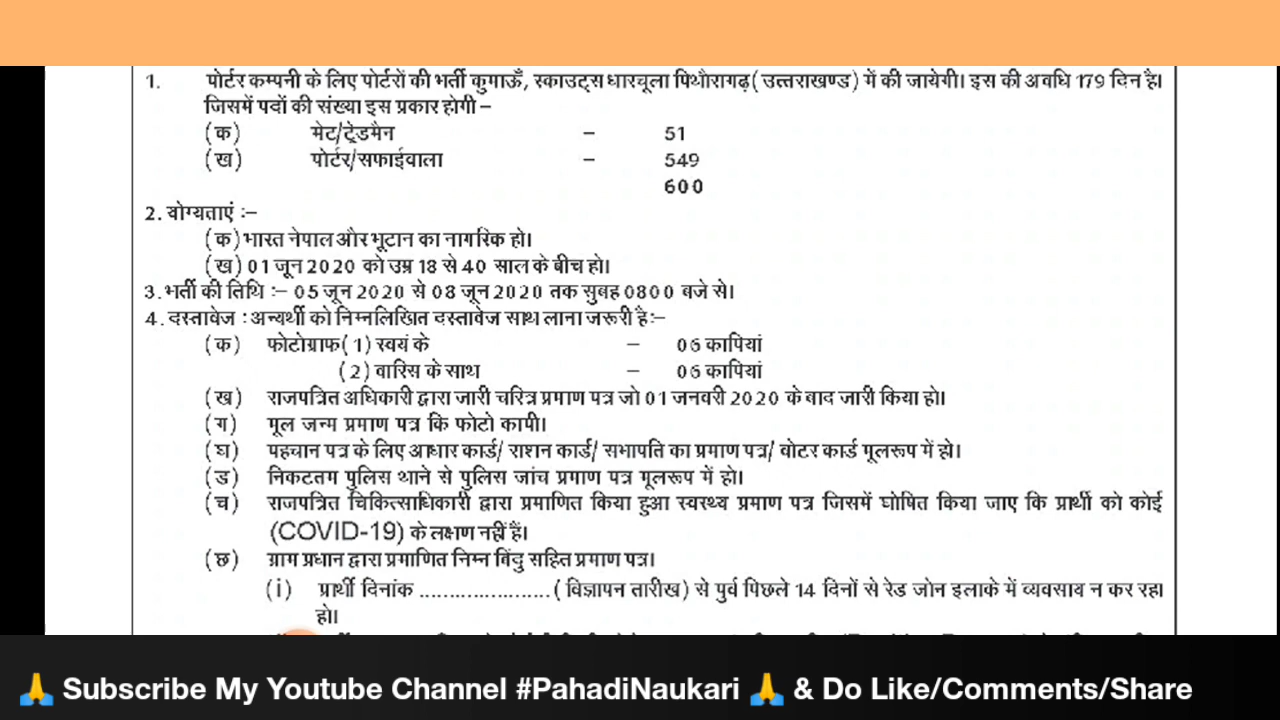 1. पोर्टर कम्पनी के लिए पोर्टरों की भर्ती कुमाऊँ, स्काउट्स धारचूला पिथौरागढ़( उत्तराखण्ड) में की जायेगी। इस की अवधि 179 दिन है।
जिसमें पदों की संख्या इस प्रकार होगी –
(क) मेट/ट्रेडमैन – 51
(ख) पोर्टर/सफाईवाला – 549
600
2. योग्यताएं :–
(क) भारत नेपाल और भूटान का नागरिक हो।
(ख) 01 जून 2020 को उम्र 18 से 40 साल के बीच हो।
3. भर्ती की तिथि :– 05 जून 2020 से 08 जून 2020 तक सुबह 0800 बजे से।
4. दस्तावेज : अन्यर्थी को निम्नलिखित दस्तावेज साथ लाना जरूरी है:–
(क) फोटोग्राफ( 1) स्वयं के – 06 कापियां
(2) वारिस के साथ – 06 कापियां
(ख) राजपत्रित अधिकारी द्वारा जारी चरित्र प्रमाण पत्र जो 01 जनवरी 2020 के बाद जारी किया हो।
(ग) मूल जन्म प्रमाण पत्र कि फोटो कापी।
(घ) पहचान पत्र के लिए आधार कार्ड/ राशन कार्ड/ सभापति का प्रमाण पत्र/ वोटर कार्ड मूलरूप में हो।
(ड) निकटतम पुलिस थाने से पुलिस जांच प्रमाण पत्र मूलरूप में हो।
(च) राजपत्रित चिकित्साधिकारी द्वारा प्रमाणित किया हुआ स्वरथ्य प्रमाण पत्र जिसमें घोषित किया जाए कि प्रार्थी को कोई
(COVID-19) के लक्षण नहीं हैं।
(छ) ग्राम प्रधान द्वारा प्रमाणित निम्न बिंदु सहित प्रमाण पत्र।
(i) प्रार्थी दिनांक ...................... ( विज्ञापन तारीख) से पुर्व पिछले 14 दिनों से रेड जोन इलाके में व्यवसाय न कर रहा
हो।
🙏 Subscribe My Youtube Channel #PahadiNaukari 🙏 & Do Like/Comments/Share